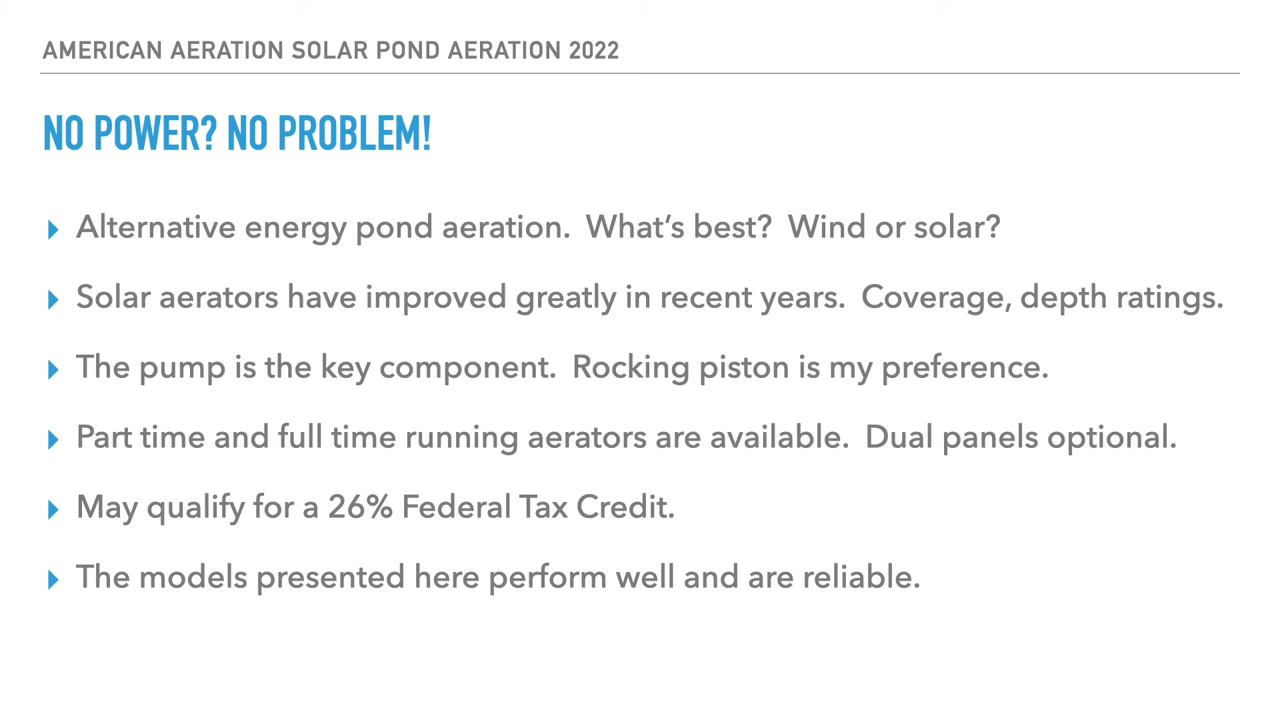 AMERICAN AERATION SOLAR POND AERATION 2022
NO POWER? NO PROBLEM!
Alternative energy pond aeration.  What’s best?  Wind or solar?
Solar aerators have improved greatly in recent years.  Coverage, depth ratings.
The pump is the key component.  Rocking piston is my preference.
Part time and full time running aerators are available.  Dual panels optional.
May qualify for a 26% Federal Tax Credit.
The models presented here perform well and are reliable.